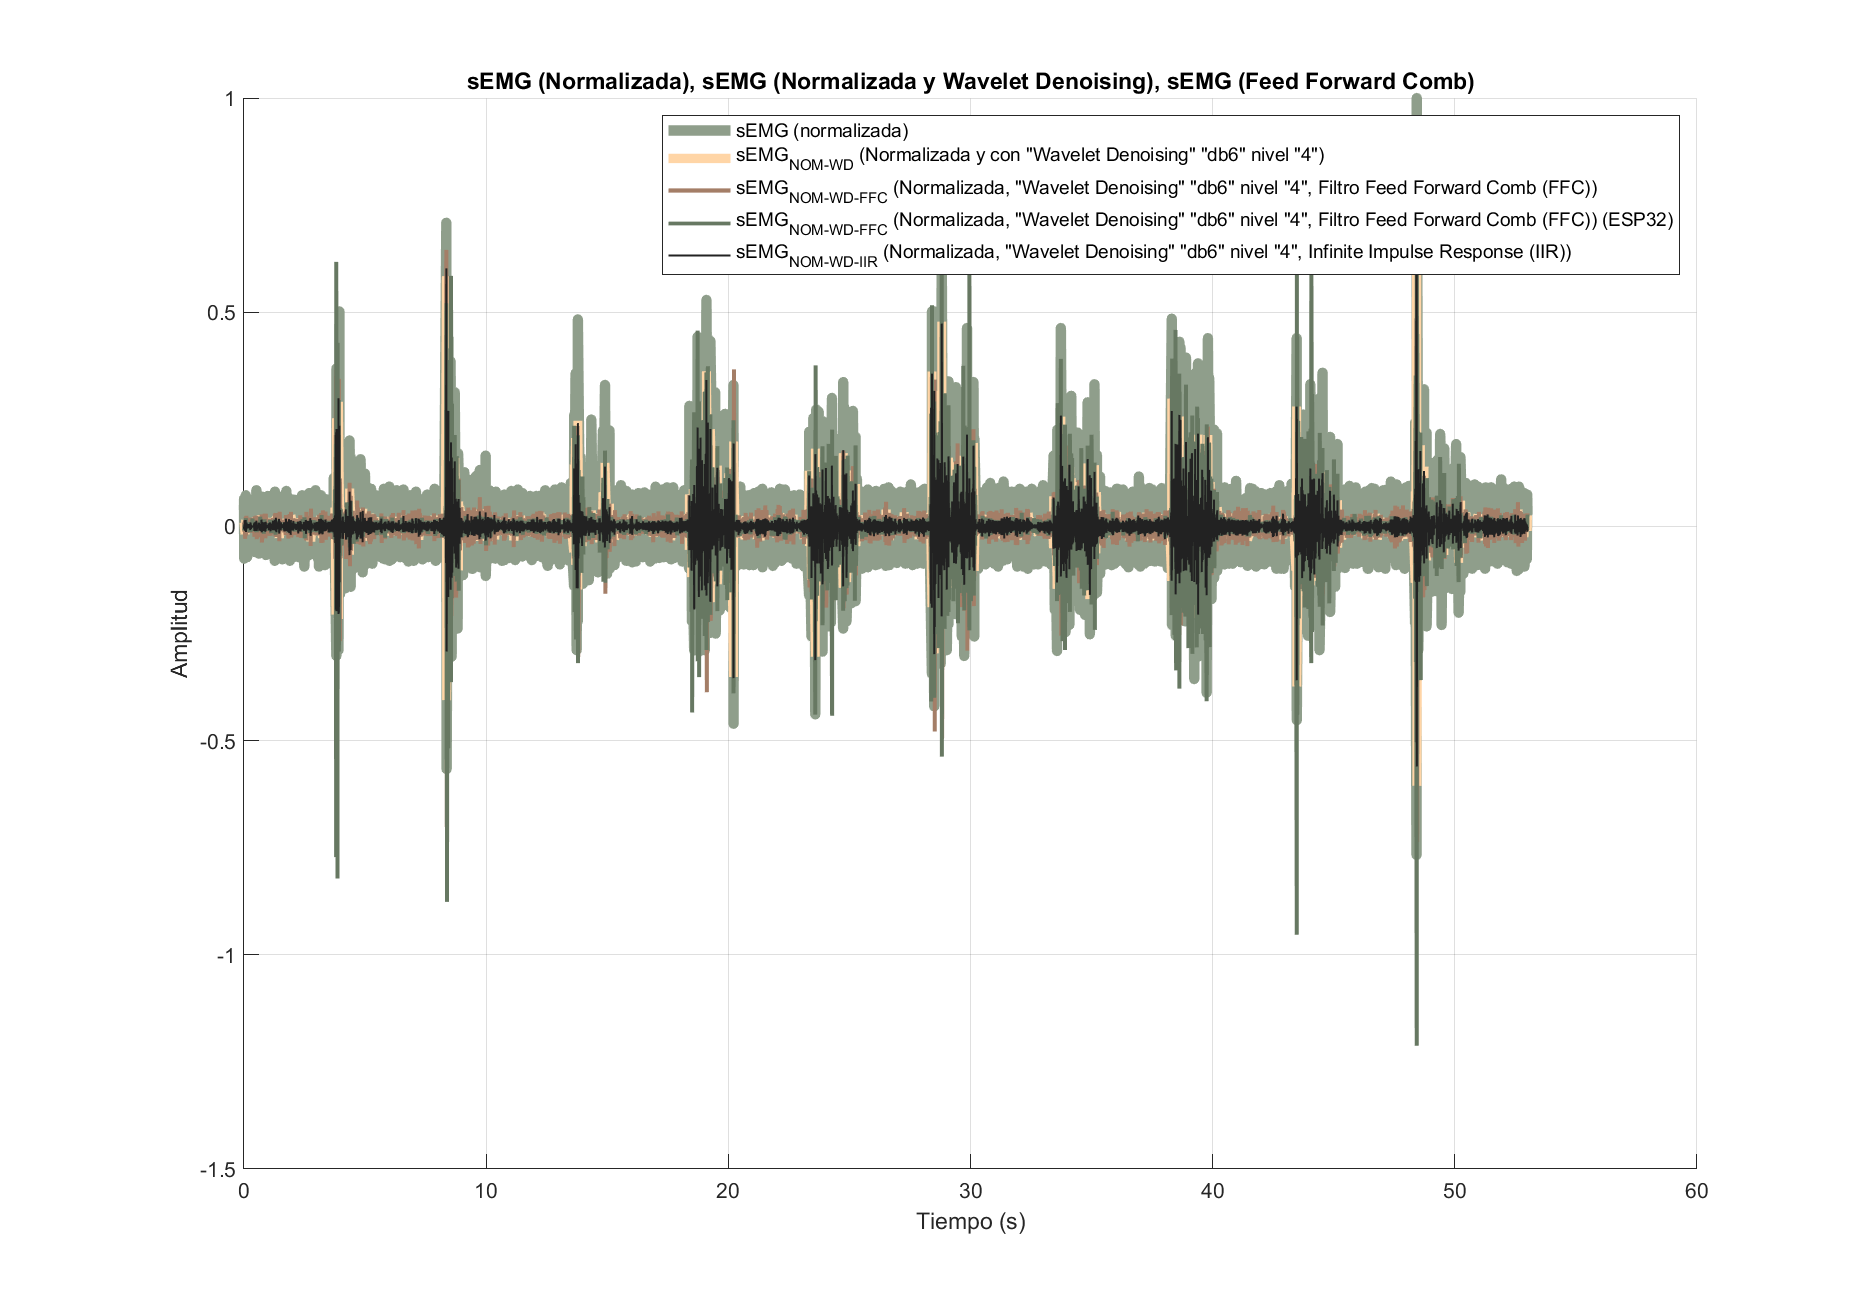 sEMG (Normalizada), sEMG (Normalizada y Wavelet Denoising), sEMG (Feed Forward Comb)
sEMG (normalizada)
sEMG_NOM-WD (Normalizada y con "Wavelet Denoising" "db6" nivel "4")
sEMG_NOM-WD-FFC (Normalizada, "Wavelet Denoising" "db6" nivel "4", Filtro Feed Forward Comb (FFC))
sEMG_NOM-WD-FFC (Normalizada, "Wavelet Denoising" "db6" nivel "4", Filtro Feed Forward Comb (FFC)) (ESP32)
sEMG_NOM-WD-IIR (Normalizada, "Wavelet Denoising" "db6" nivel "4", Infinite Impulse Response (IIR))
1
0.5
0
-0.5
-1
-1.5
Amplitud
0 10 20 30 40 50 60
Tiempo (s)